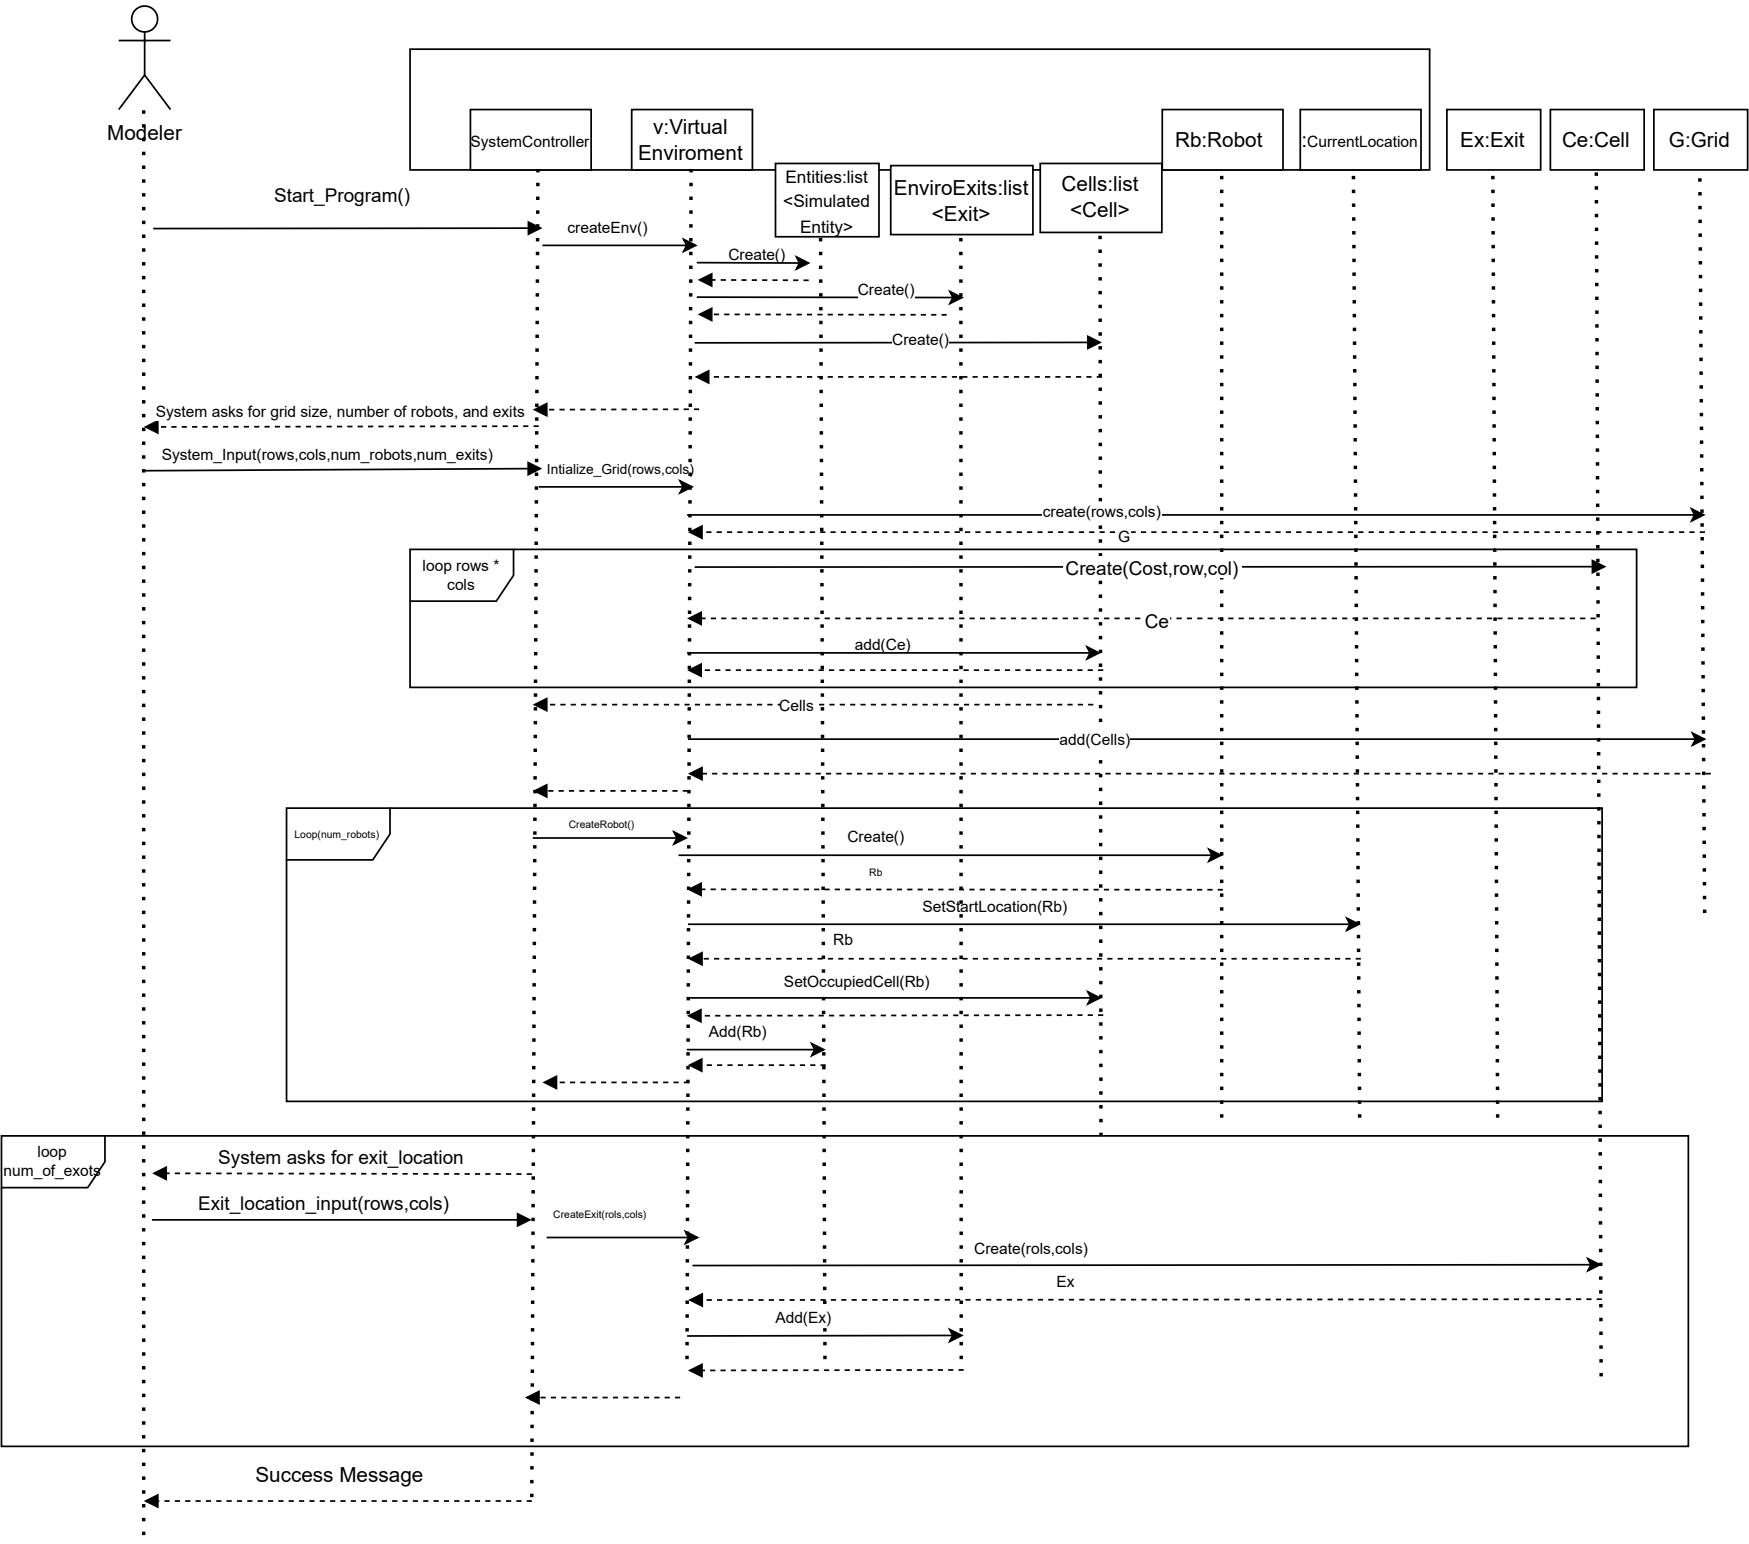 Modeler
SystemController
v:Virtual
Enviroment
Rb:Robot
:CurrentLocation
Ex:Exit
Ce:Cell
G:Grid
Entities:list
<Simulated
Entity>
EnviroExits:list
<Exit>
Cells:list
<Cell>
Start_Program()
createEnv()
Create()
Create()
Create()
System asks for grid size, number of robots, and exits
System_Input(rows,cols,num_robots,num_exits)
Intialize_Grid(rows,cols)
create(rows,cols)
G
loop rows *
cols
Create(Cost,row,col)
Ce
add(Ce)
Cells
add(Cells)
Loop(num_robots)
CreateRobot()
Create()
Rb
SetStartLocation(Rb)
Rb
SetOccupiedCell(Rb)
Add(Rb)
loop
num_of_exots
System asks for exit_location
Exit_location_input(rows,cols)
CreateExit(rols,cols)
Create(rols,cols)
Ex
Add(Ex)
Success Message